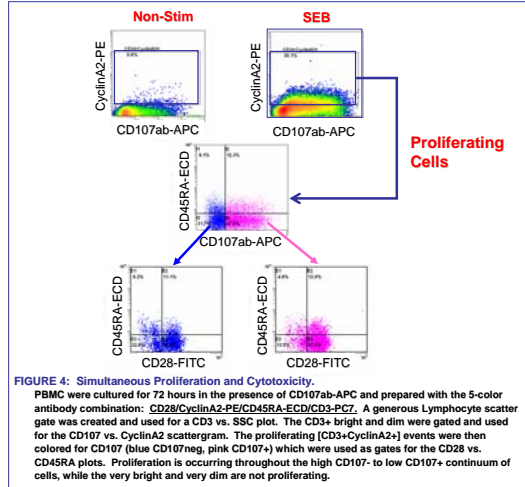 Non-Stim SEB
CyclinA2-PE CyclinA2-PE
CD107ab-APC CD107ab-APC
Proliferating
Cells
CD45RA-ECD
CD107ab-APC
CD45RA-ECD CD45RA-ECD
CD28-FITC CD28-FITC
FIGURE 4: Simultaneous Proliferation and Cytotoxicity.
PBMC were cultured for 72 hours in the presence of CD107ab-APC and prepared with the 5-color
antibody combination: CD28/CyclinA2-PE/CD45RA-ECD/CD3-PC7. A generous Lymphocyte scatter
gate was created and used for a CD3 vs. SSC plot. The CD3+ bright and dim were gated and used
for the CD107 vs. CyclinA2 scattergram. The proliferating [CD3+CyclinA2+] events were then
colored for CD107 (blue CD107neg, pink CD107+) which were used as gates for the CD28 vs.
CD45RA plots. Proliferation is occurring throughout the high CD107- to low CD107+ continuum of
cells, while the very bright and very dim are not proliferating.